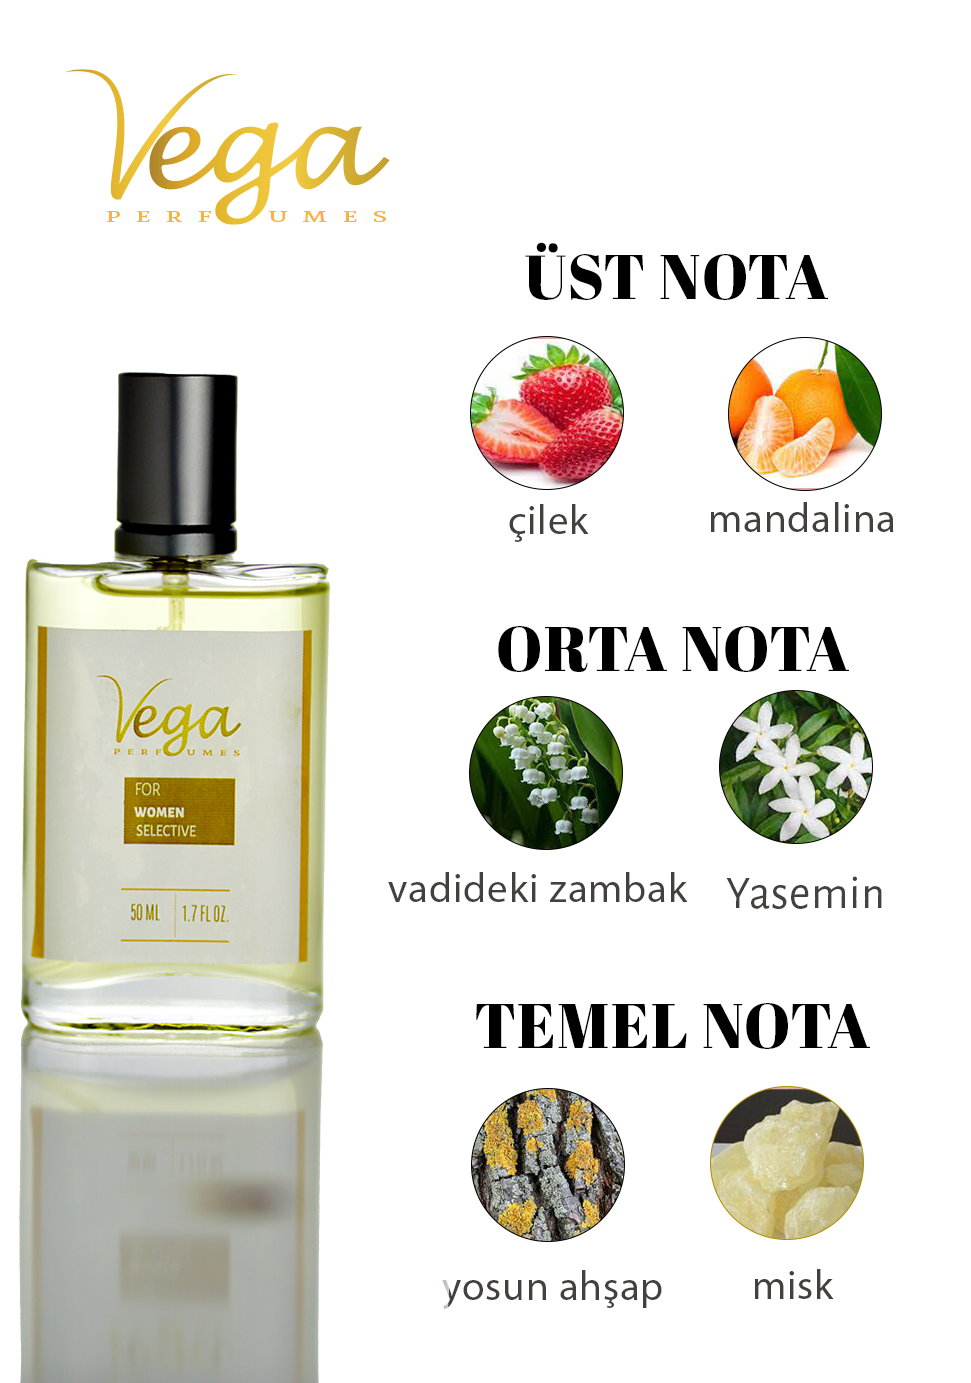 Vega
PERFUMES
ÜST NOTA
çilek
mandalina
ORTA NOTA
vadideki zambak
Yasemin
TEMEL NOTA
yosun ahşap
misk
Vega
PERFUMES
FOR
WOMEN
SELECTIVE
50 ML
1.7 FL OZ.